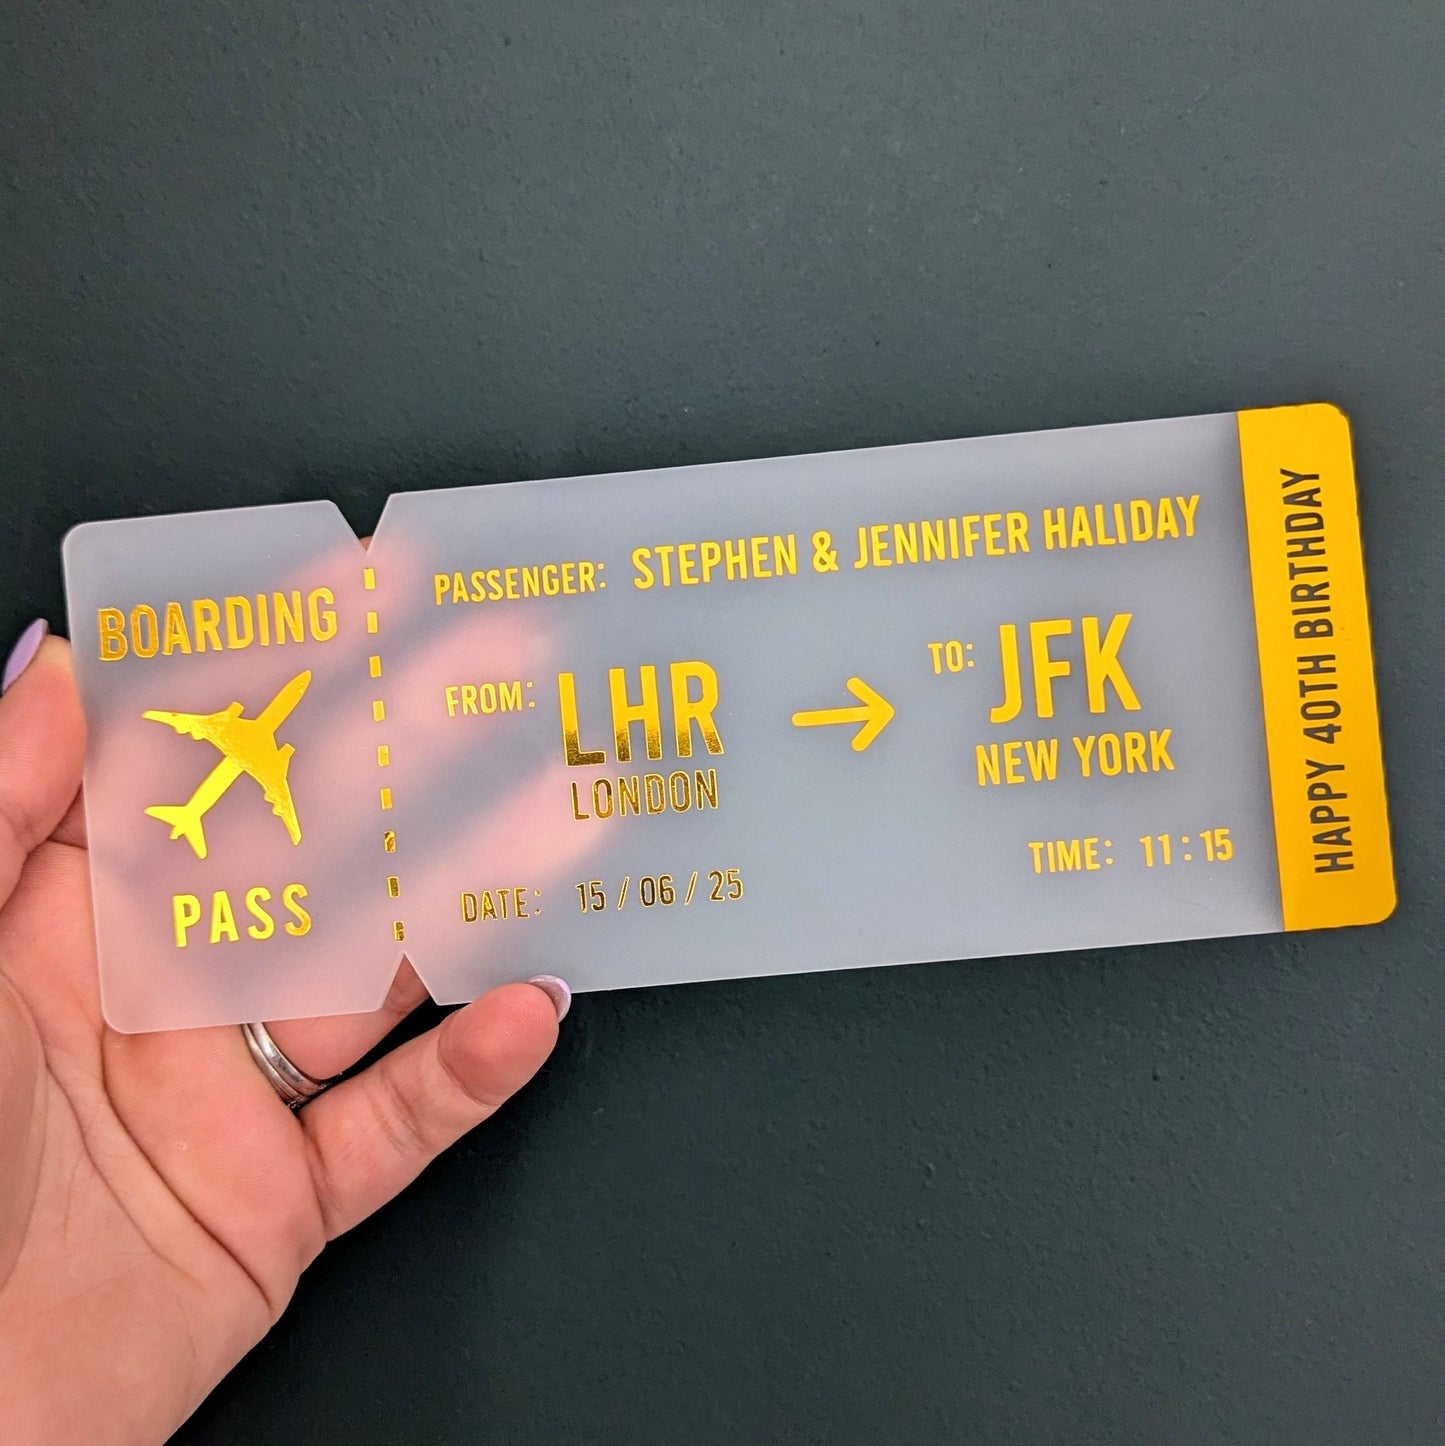 BOARDING
PASS
PASSENGER: STEPHEN & JENNIFER HALIDAY
FROM: LHR
LONDON
TO: JFK
NEW YORK
DATE: 15 / 06 / 25
TIME: 11:15
HAPPY 40TH BIRTHDAY